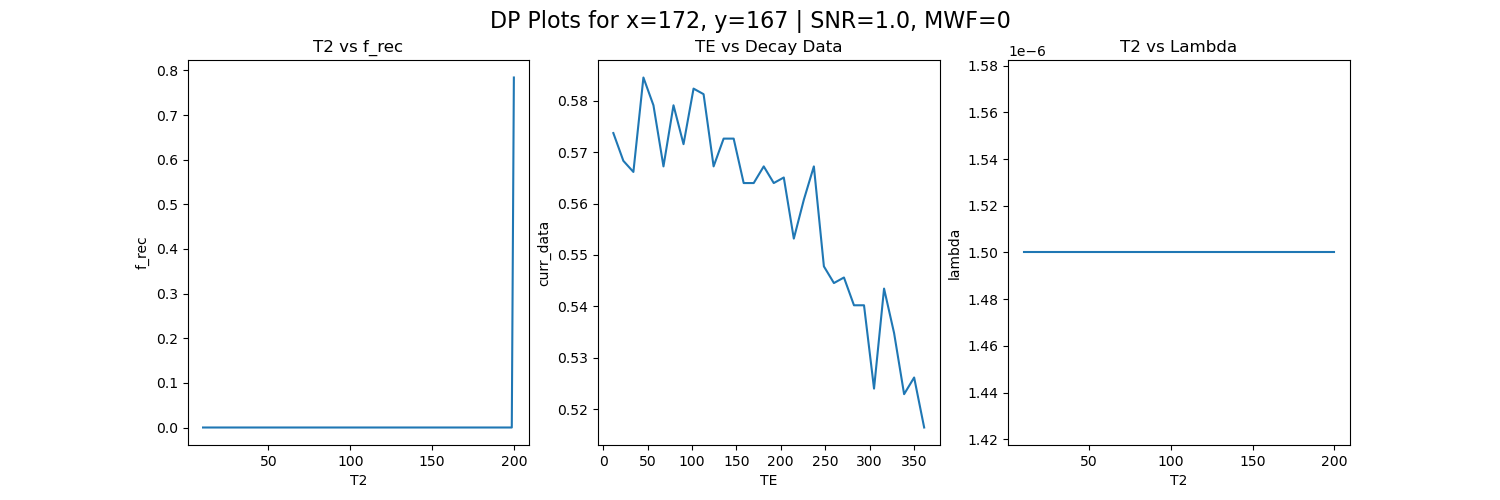 DP Plots for x=172, y=167 | SNR=1.0, MWF=0
T2 vs f_rec
f_rec
0.8
0.7
0.6
0.5
0.4
0.3
0.2
0.1
0.0
50 100 150 200
T2
TE vs Decay Data
curr_data
0.58
0.57
0.56
0.55
0.54
0.53
0.52
0 50 100 150 200 250 300 350
TE
T2 vs Lambda
1e−6
lambda
1.58
1.56
1.54
1.52
1.50
1.48
1.46
1.44
1.42
50 100 150 200
T2